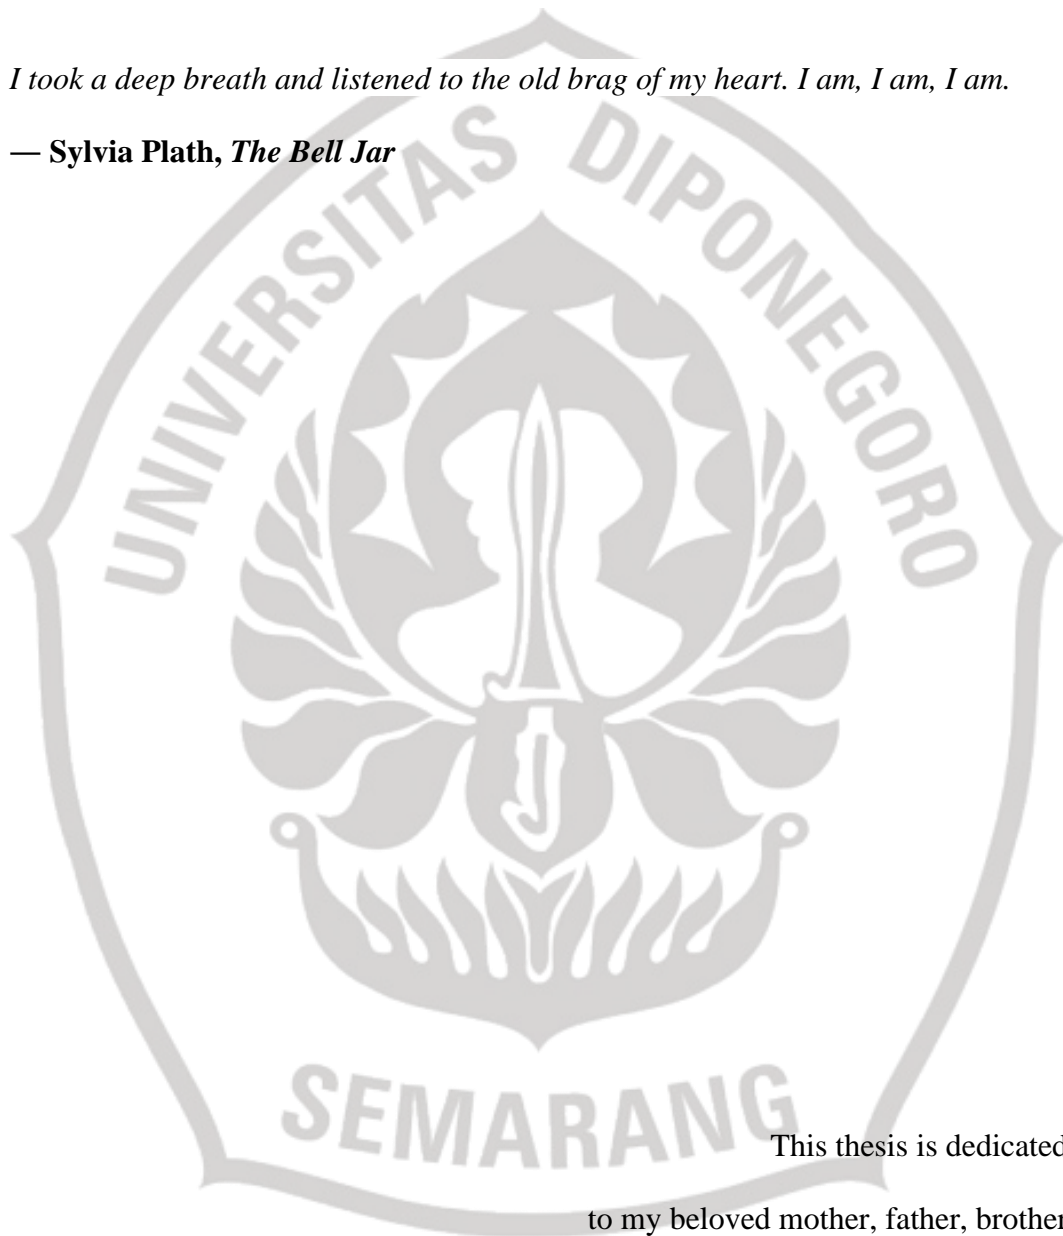 I took a deep breath and listened to the old brag of my heart. I am, I am, I am.
― Sylvia Plath, The Bell Jar
UNIVERSITAS DIPONEGORO
SEMARANG
This thesis is dedicated
to my beloved mother, father, brother